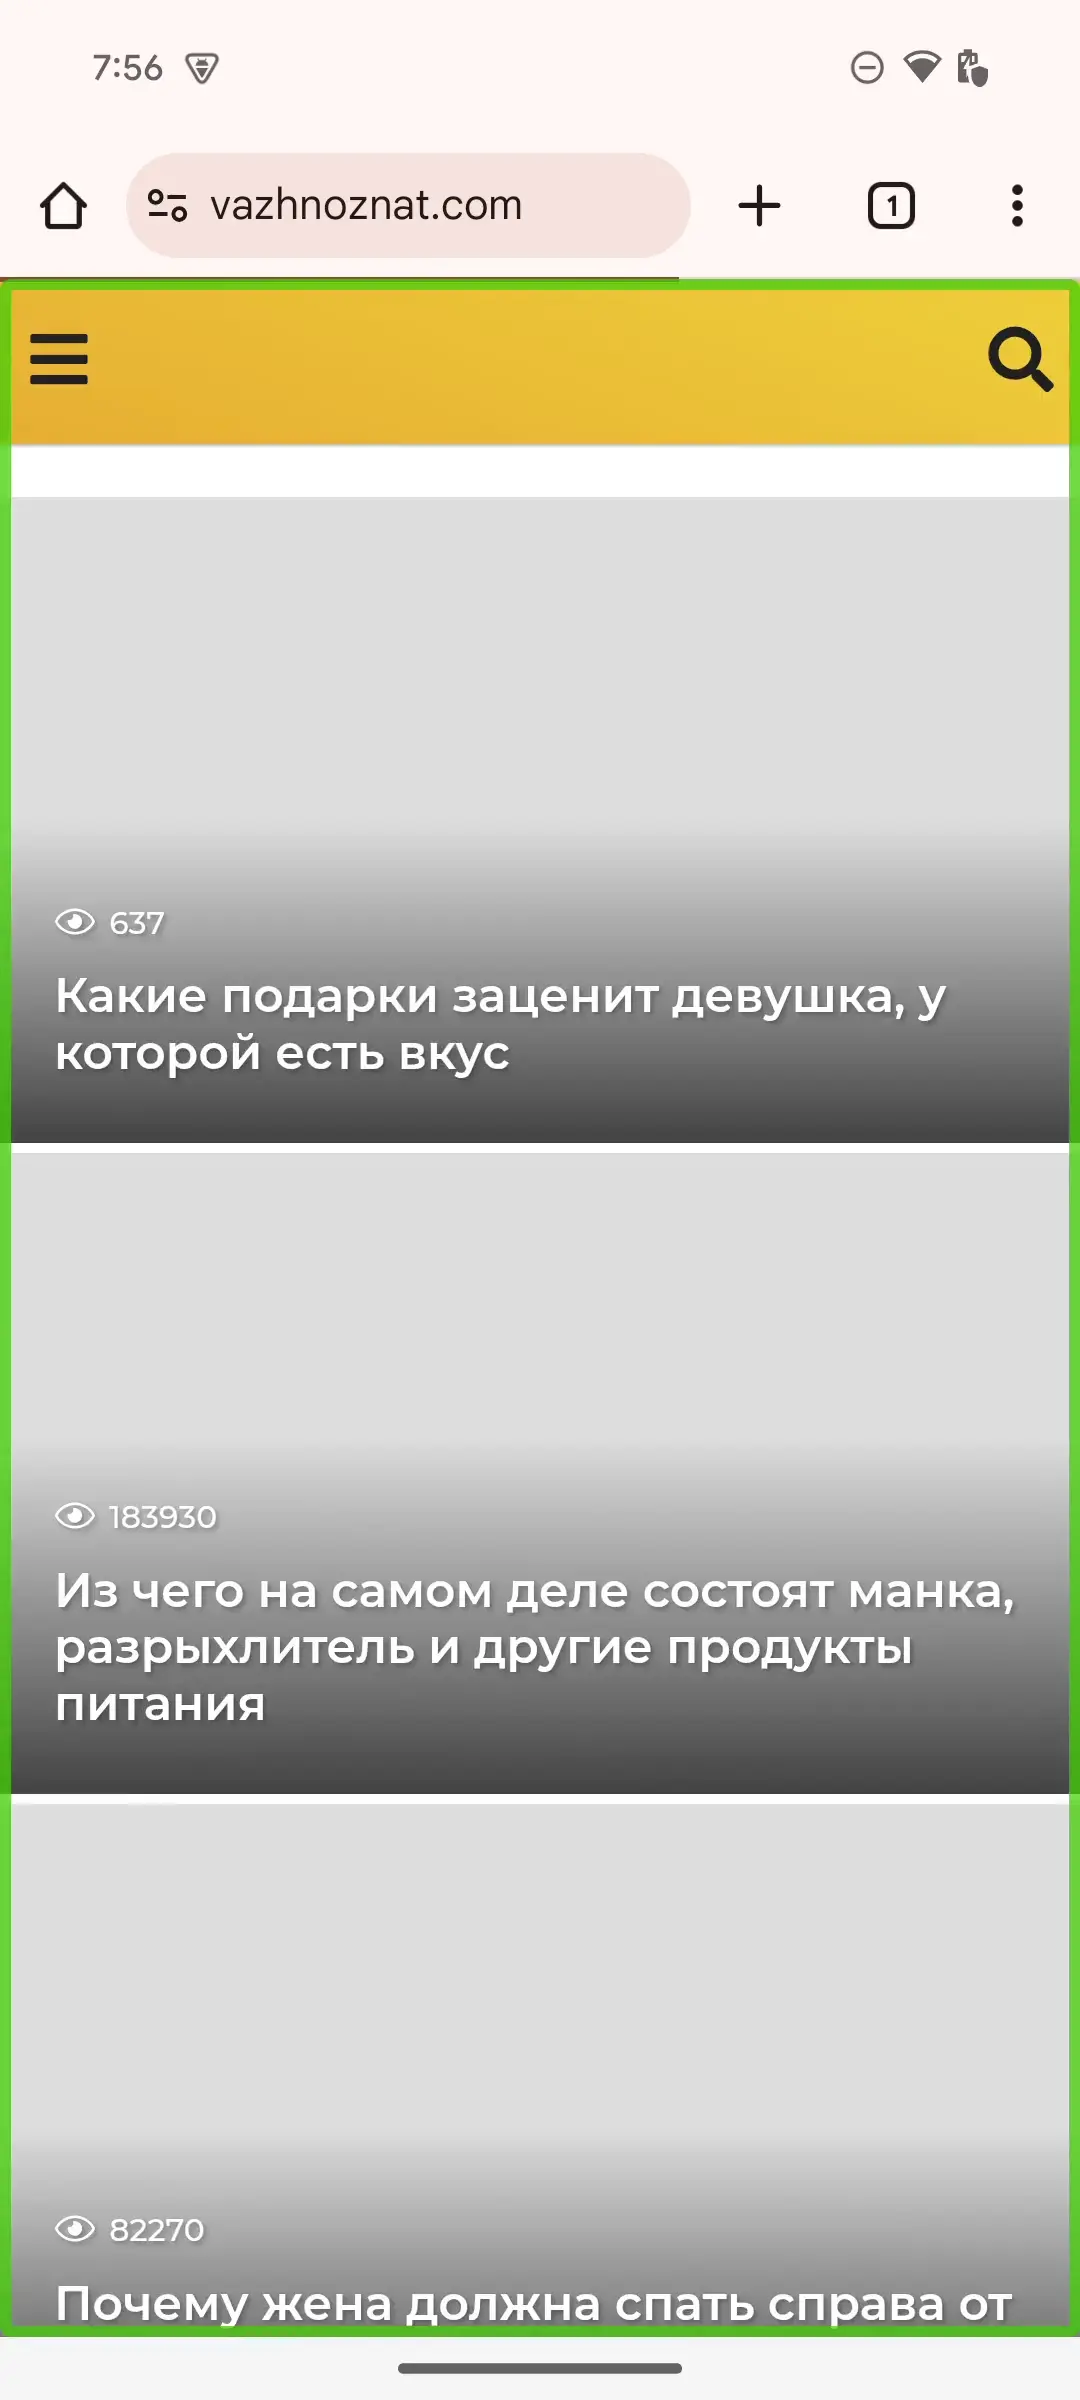 7:56
vazhnoznat.com
1
637
Какие подарки заценит девушка, у
которой есть вкус
183930
Из чего на самом деле состоят манка,
разрыхлитель и другие продукты
питания
82270
Почему жена должна спать справа от